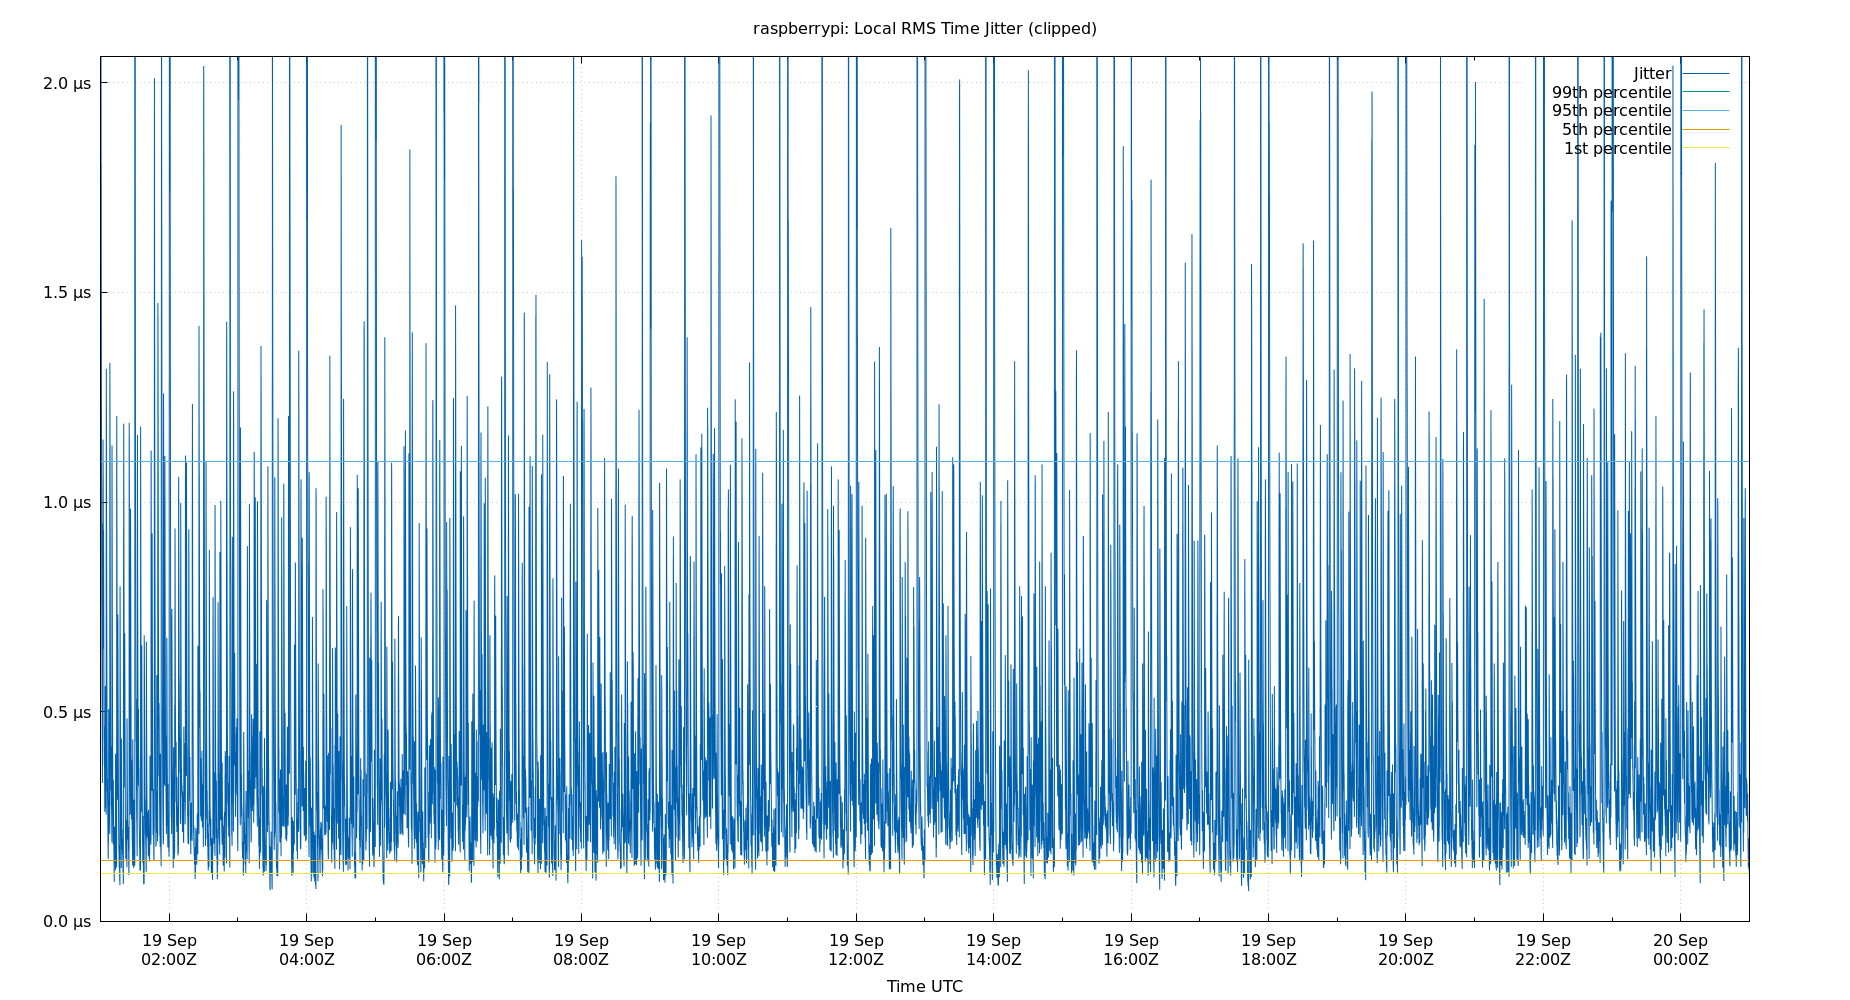 raspberrypi: Local RMS Time Jitter (clipped)
2.0 µs
1.5 µs
1.0 µs
0.5 µs
0.0 µs
Jitter
99th percentile
95th percentile
5th percentile
1st percentile
19 Sep 19 Sep 19 Sep 19 Sep 19 Sep 19 Sep 19 Sep 19 Sep 19 Sep 19 Sep 19 Sep 20 Sep
02:00Z 04:00Z 06:00Z 08:00Z 10:00Z 12:00Z 14:00Z 16:00Z 18:00Z 20:00Z 22:00Z 00:00Z
Time UTC